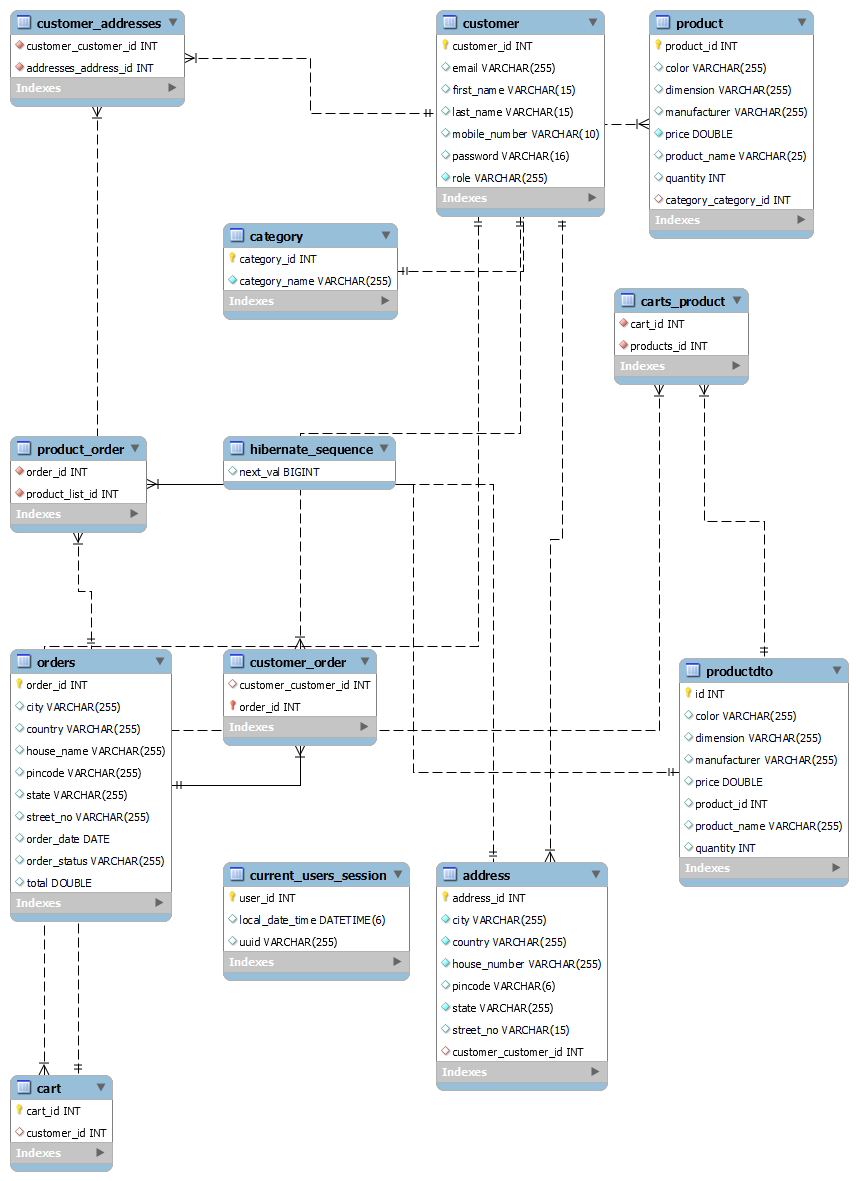 customer_addresses
customer_customer_id INT
addresses_address_id INT
Indexes
customer
customer_id INT
email VARCHAR(255)
first_name VARCHAR(15)
last_name VARCHAR(15)
mobile_number VARCHAR(10)
password VARCHAR(16)
role VARCHAR(255)
Indexes
product
product_id INT
color VARCHAR(255)
dimension VARCHAR(255)
manufacturer VARCHAR(255)
price DOUBLE
product_name VARCHAR(25)
quantity INT
category_category_id INT
Indexes
category
category_id INT
category_name VARCHAR(255)
Indexes
carts_product
cart_id INT
products_id INT
Indexes
product_order
order_id INT
product_list_id INT
Indexes
hibernate_sequence
next_val BIGINT
Indexes
orders
order_id INT
city VARCHAR(255)
country VARCHAR(255)
house_name VARCHAR(255)
pincode VARCHAR(255)
state VARCHAR(255)
street_no VARCHAR(255)
order_date DATE
order_status VARCHAR(255)
total DOUBLE
Indexes
customer_order
customer_customer_id INT
order_id INT
Indexes
productdto
id INT
color VARCHAR(255)
dimension VARCHAR(255)
manufacturer VARCHAR(255)
price DOUBLE
product_id INT
product_name VARCHAR(255)
quantity INT
Indexes
current_users_session
user_id INT
local_date_time DATETIME(6)
uuid VARCHAR(255)
Indexes
address
address_id INT
city VARCHAR(255)
country VARCHAR(255)
house_number VARCHAR(255)
pincode VARCHAR(6)
state VARCHAR(255)
street_no VARCHAR(15)
customer_customer_id INT
Indexes
cart
cart_id INT
customer_id INT
Indexes